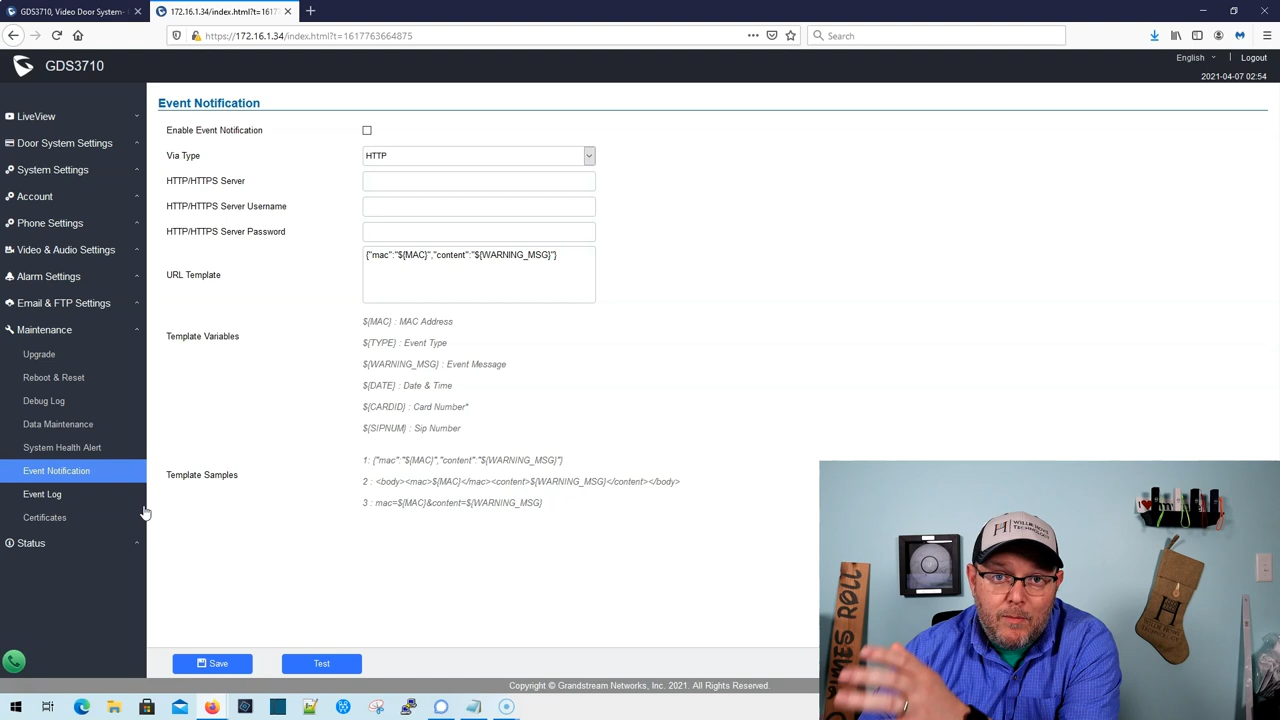 GDS3710, Video Door System-
172.16.1.34/index.html?t=1617
https://172.16.1.34/index.html?t=1617763664875
Search
GDS3710
English
Logout
2021-04-07 02:54
LiveView
Door System Settings
System Settings
Account
Phone Settings
Video & Audio Settings
Alarm Settings
Email & FTP Settings
Maintenance
Upgrade
Reboot & Reset
Debug Log
Data Maintenance
System Health Alert
Event Notification
Event Log
Certificates
Status
Event Notification
Enable Event Notification
Via Type
HTTP
HTTP/HTTPS Server
HTTP/HTTPS Server Username
HTTP/HTTPS Server Password
URL Template
{"mac":"${MAC}","content":"${WARNING_MSG}"}
Template Variables
${MAC} : MAC Address
${TYPE} : Event Type
${WARNING_MSG} : Event Message
${DATE} : Date & Time
${CARDID} : Card Number*
${SIPNUM} : Sip Number
Template Samples
1: {"mac":"${MAC}","content":"${WARNING_MSG}"}
2 : <body><mac>${MAC}</mac><content>${WARNING_MSG}</content></body>
3 : mac=${MAC}&content=${WARNING_MSG}
Save
Test
Copyright © Grandstream Networks, Inc. 2021. All Rights Reserved.
H WILLIE HOWE
TECHNOLOGY